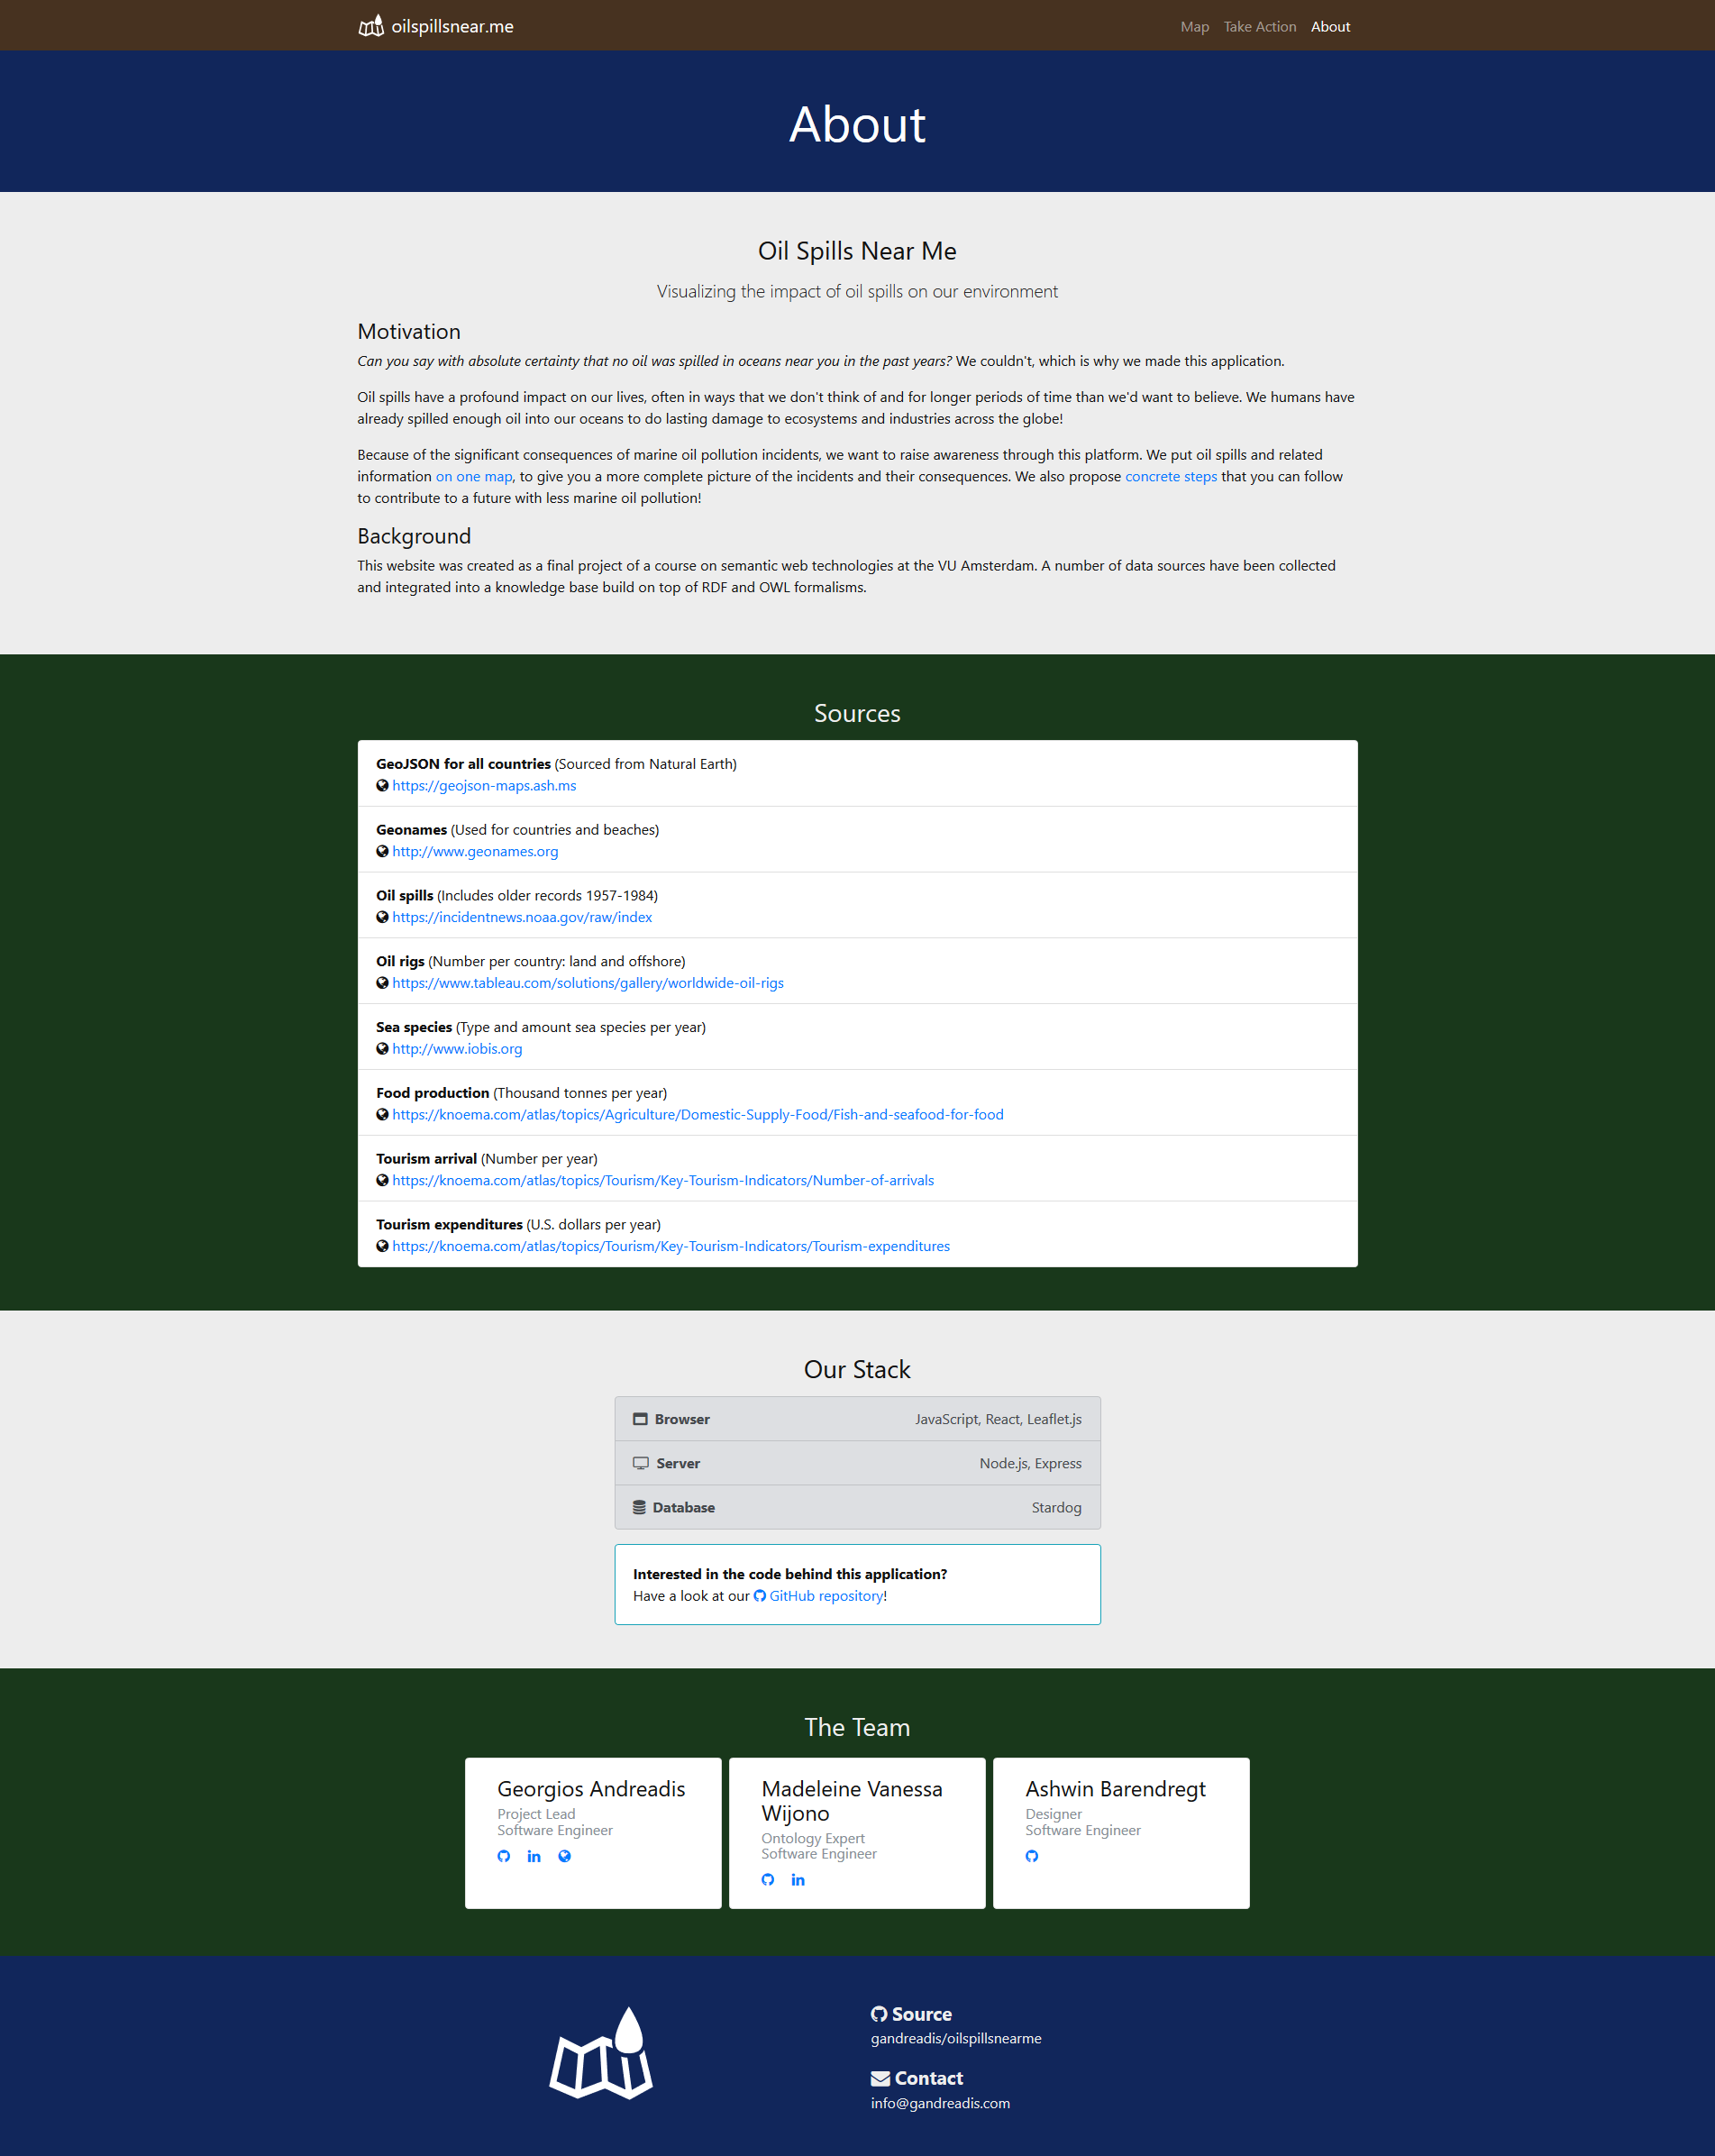 oilspillsnear.me
Map Take Action About
About
Oil Spills Near Me
Visualizing the impact of oil spills on our environment
Motivation
Can you say with absolute certainty that no oil was spilled in oceans near you in the past years? We couldn't, which is why we made this application.
Oil spills have a profound impact on our lives, often in ways that we don't think of and for longer periods of time than we'd want to believe. We humans have
already spilled enough oil into our oceans to do lasting damage to ecosystems and industries across the globe!
Because of the significant consequences of marine oil pollution incidents, we want to raise awareness through this platform. We put oil spills and related
information on one map, to give you a more complete picture of the incidents and their consequences. We also propose concrete steps that you can follow
to contribute to a future with less marine oil pollution!
Background
This website was created as a final project of a course on semantic web technologies at the VU Amsterdam. A number of data sources have been collected
and integrated into a knowledge base build on top of RDF and OWL formalisms.
Sources
GeoJSON for all countries (Sourced from Natural Earth)
https://geojson-maps.ash.ms
Geonames (Used for countries and beaches)
http://www.geonames.org
Oil spills (Includes older records 1957-1984)
https://incidentnews.noaa.gov/raw/index
Oil rigs (Number per country: land and offshore)
https://www.tableau.com/solutions/gallery/worldwide-oil-rigs
Sea species (Type and amount sea species per year)
http://www.iobis.org
Food production (Thousand tonnes per year)
https://knoema.com/atlas/topics/Agriculture/Domestic-Supply-Food/Fish-and-seafood-for-food
Tourism arrival (Number per year)
https://knoema.com/atlas/topics/Tourism/Key-Tourism-Indicators/Number-of-arrivals
Tourism expenditures (U.S. dollars per year)
https://knoema.com/atlas/topics/Tourism/Key-Tourism-Indicators/Tourism-expenditures
Our Stack
Browser JavaScript, React, Leaflet.js
Server Node.js, Express
Database Stardog
Interested in the code behind this application?
Have a look at our GitHub repository!
The Team
Georgios Andreadis
Project Lead
Software Engineer
Madeleine Vanessa
Wijono
Ontology Expert
Software Engineer
Ashwin Barendregt
Designer
Software Engineer
Source
gandreadis/oilspillsnearme
Contact
info@gandreadis.com